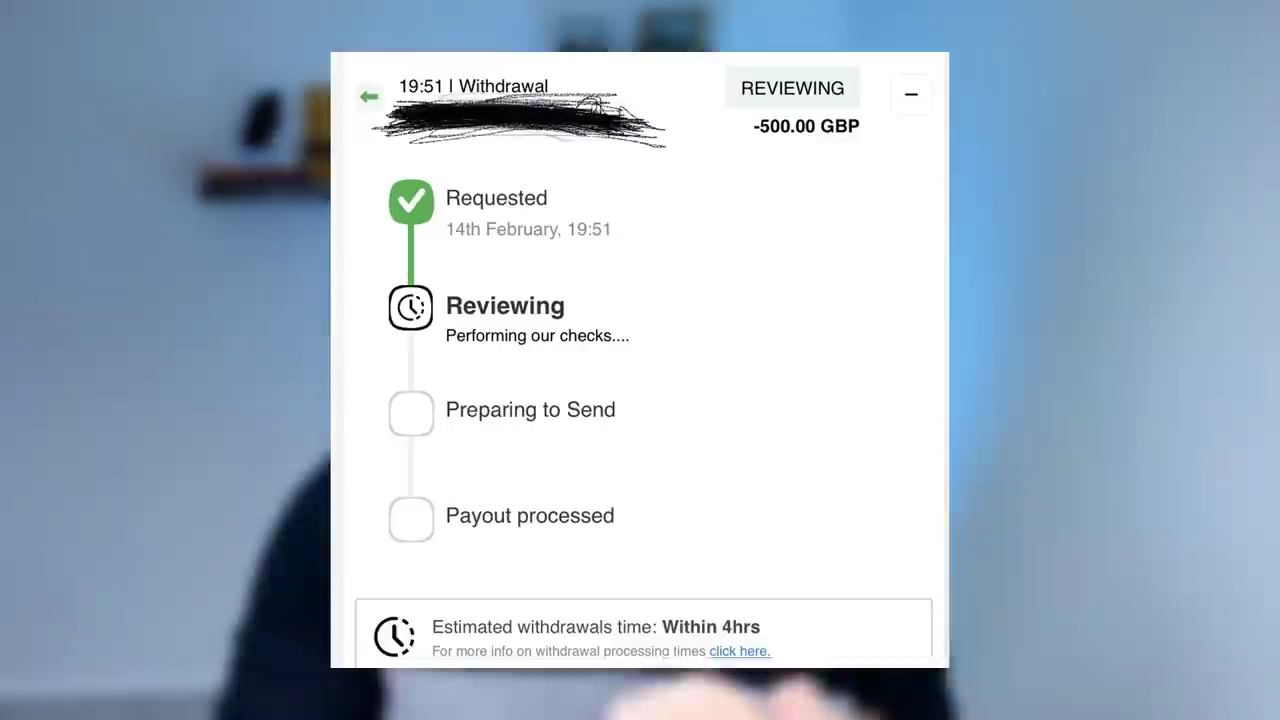 19:51 | Withdrawal
REVIEWING
-500.00 GBP
Requested
14th February, 19:51
Reviewing
Performing our checks....
Preparing to Send
Payout processed
Estimated withdrawals time: Within 4hrs
For more info on withdrawal processing times click here.